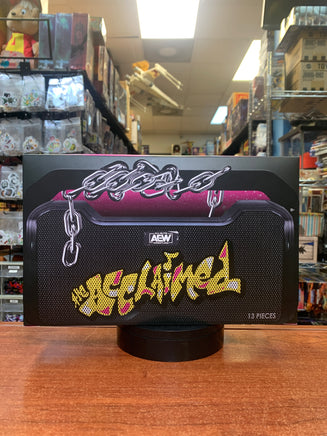 AEW
the Acclaimed
13 PIECES